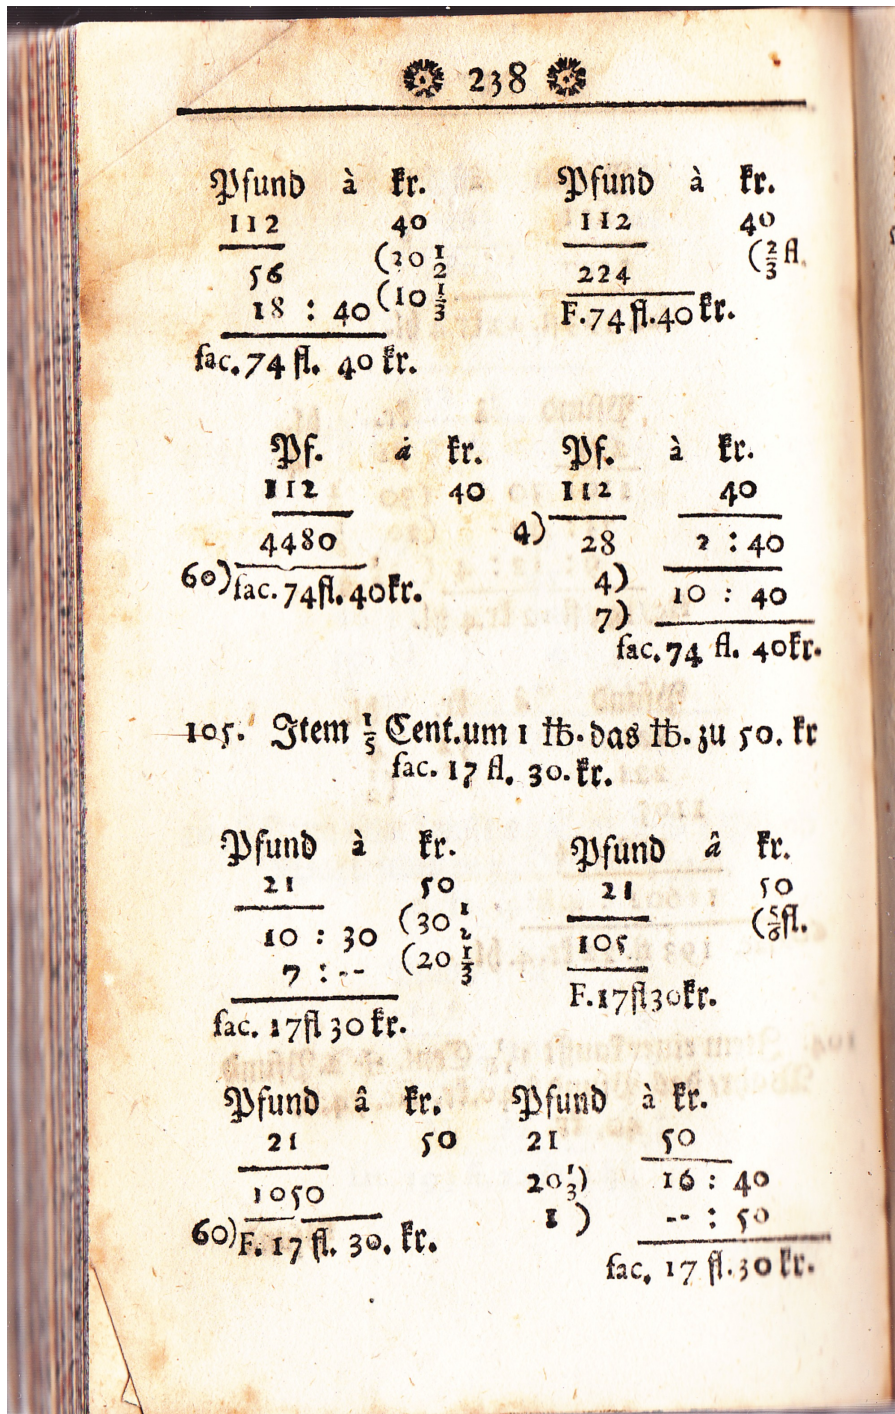 238
Pfund à kr.
112 40
56 (20 1/2
18 : 40 (10 1/3
fac. 74 fl. 40 kr.
Pfund à kr.
112 40
224 (2/3 fl.
F. 74 fl. 40 kr.
Pf. à kr.
112 40
4480
60) fac. 74 fl. 40 kr.
Pf. à kr.
112 40
4) 28 2 : 40
4) 10 : 40
7)
fac. 74 fl. 40 kr.
105. Item 1/5 Cent. um 1 ℔. das ℔. zu 50. kr
fac. 17 fl. 30. kr.
Pfund à kr.
21 50
10 : 30 (30 1/2
7 : -- (20 1/3
fac. 17 fl 30 kr.
Pfund â kr.
21 50
105 (5/6 fl.
F. 17 fl 30 kr.
Pfund â kr.
21 50
1050
60) F. 17 fl. 30. kr.
Pfund à kr.
21 50
20 1/3) 16 : 40
1 ) -- : 50
fac. 17 fl. 30 kr.